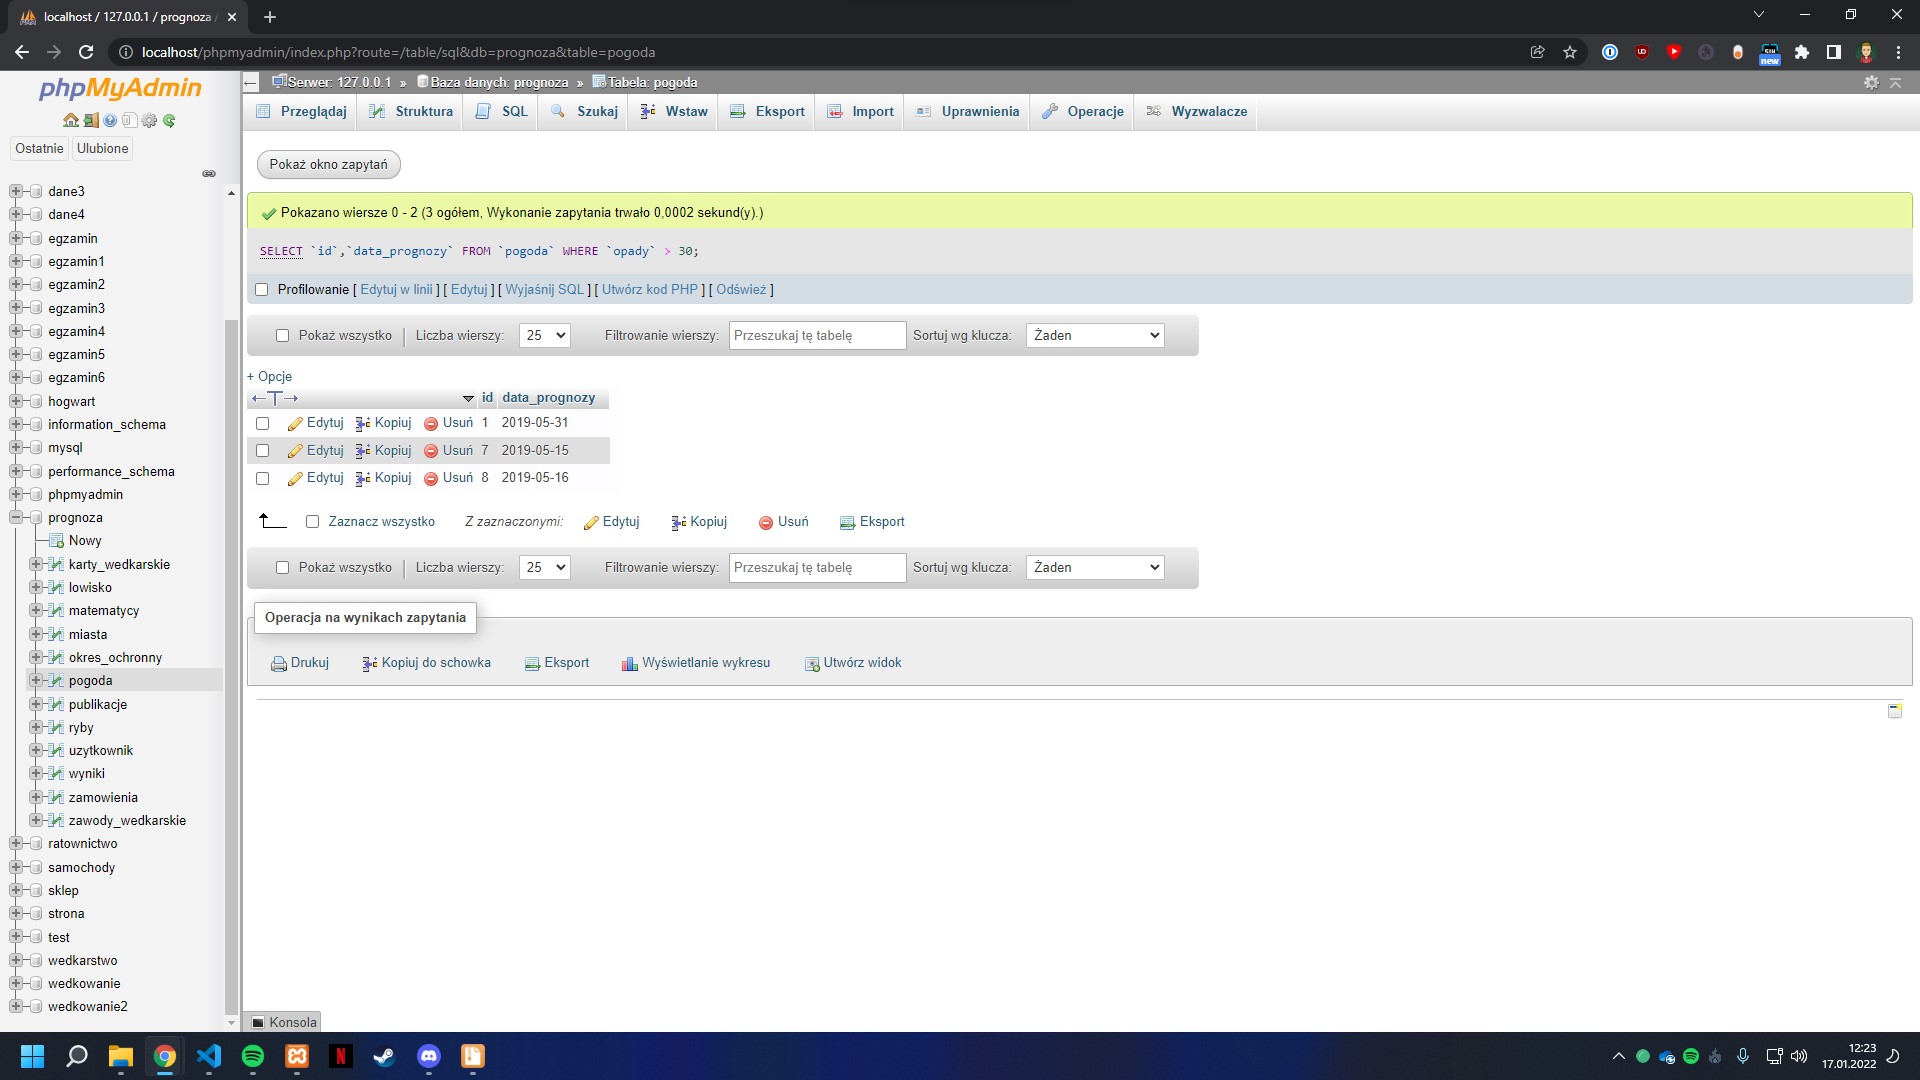 localhost / 127.0.0.1 / prognoza /
localhost/phpmyadmin/index.php?route=/table/sql&db=prognoza&table=pogoda
new
phpMyAdmin
Ostatnie Ulubione
dane3
dane4
egzamin
egzamin1
egzamin2
egzamin3
egzamin4
egzamin5
egzamin6
hogwart
information_schema
mysql
performance_schema
phpmyadmin
prognoza
Nowy
karty_wedkarskie
lowisko
matematycy
miasta
okres_ochronny
pogoda
publikacje
ryby
uzytkownik
wyniki
zamowienia
zawody_wedkarskie
ratownictwo
samochody
sklep
strona
test
wedkarstwo
wedkowanie
wedkowanie2
Serwer: 127.0.0.1 » Baza danych: prognoza » Tabela: pogoda
Przeglądaj Struktura SQL Szukaj Wstaw Eksport Import Uprawnienia Operacje Wyzwalacze
Pokaż okno zapytań
Pokazano wiersze 0 - 2 (3 ogółem, Wykonanie zapytania trwało 0,0002 sekund(y).)
SELECT `id`,`data_prognozy` FROM `pogoda` WHERE `opady` > 30;
Profilowanie [ Edytuj w linii ] [ Edytuj ] [ Wyjaśnij SQL ] [ Utwórz kod PHP ] [ Odśwież ]
Pokaż wszystko | Liczba wierszy: 25 Filtrowanie wierszy: Przeszukaj tę tabelę Sortuj wg klucza: Żaden
+ Opcje
←T→ id data_prognozy
Edytuj Kopiuj Usuń 1 2019-05-31
Edytuj Kopiuj Usuń 7 2019-05-15
Edytuj Kopiuj Usuń 8 2019-05-16
Zaznacz wszystko Z zaznaczonymi: Edytuj Kopiuj Usuń Eksport
Pokaż wszystko | Liczba wierszy: 25 Filtrowanie wierszy: Przeszukaj tę tabelę Sortuj wg klucza: Żaden
Operacja na wynikach zapytania
Drukuj Kopiuj do schowka Eksport Wyświetlanie wykresu Utwórz widok
Konsola
12:23
17.01.2022